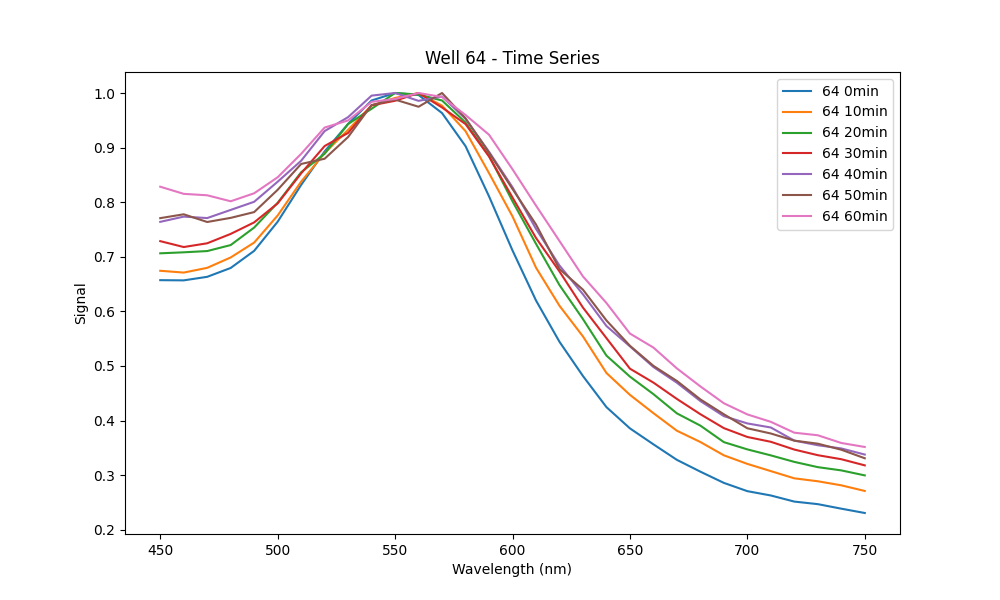 Well 64 - Time Series
1.0
0.9
0.8
0.7
0.6
0.5
0.4
0.3
0.2
Signal
64 0min
64 10min
64 20min
64 30min
64 40min
64 50min
64 60min
450 500 550 600 650 700 750
Wavelength (nm)